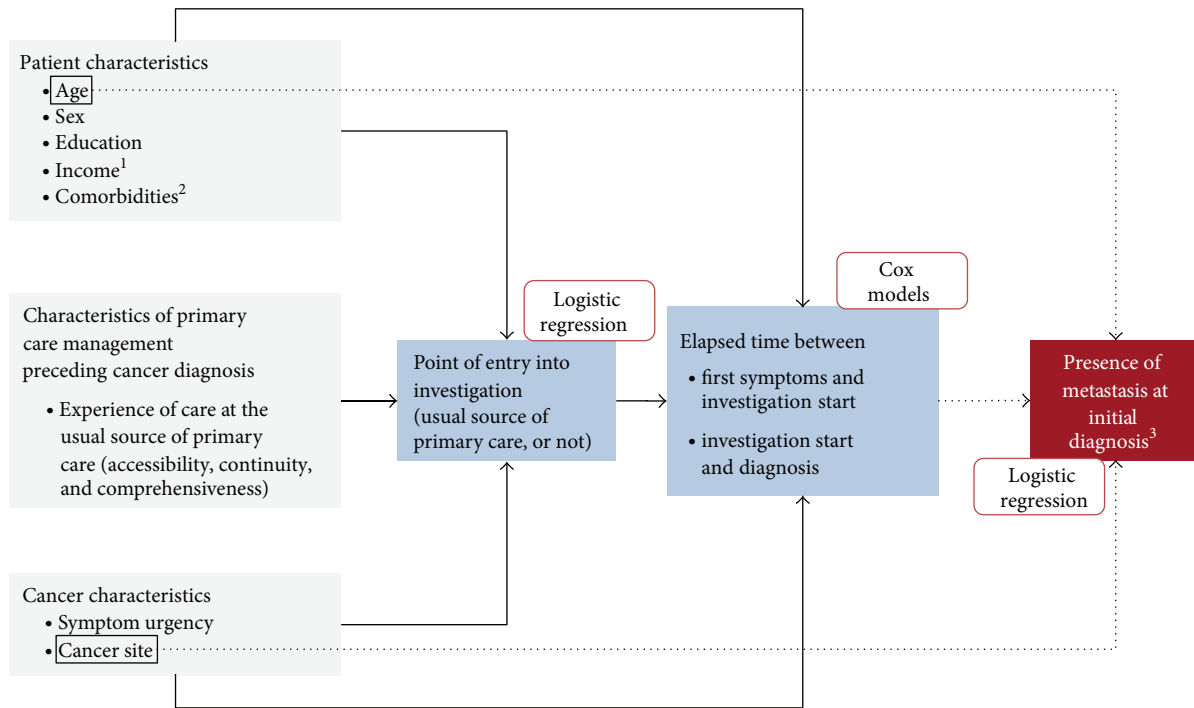 Patient characteristics
• Age
• Sex
• Education
• Income¹
• Comorbidities²
Characteristics of primary
care management
preceding cancer diagnosis
• Experience of care at the
usual source of primary
care (accessibility, continuity,
and comprehensiveness)
Cancer characteristics
• Symptom urgency
• Cancer site
Logistic
regression
Point of entry into
investigation
(usual source of
primary care, or not)
Cox
models
Elapsed time between
• first symptoms and
investigation start
• investigation start
and diagnosis
Presence of
metastasis at
initial
diagnosis³
Logistic
regression